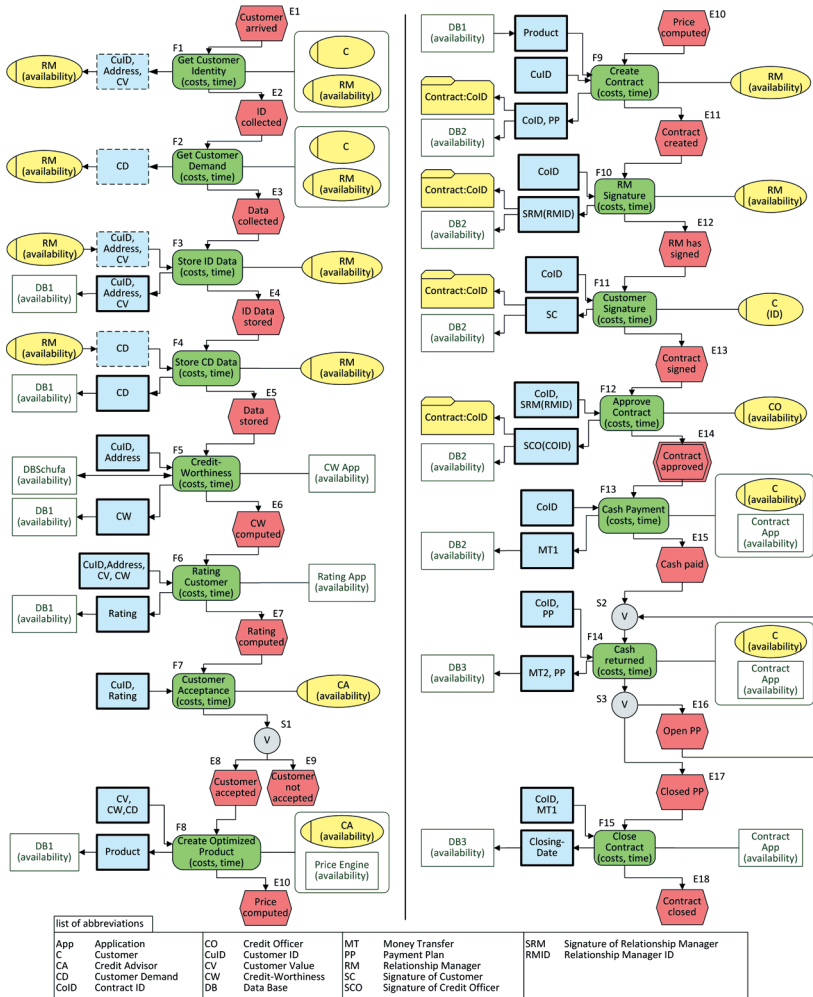 E1
Customer
arrived
F1
RM
(availability)
CuID,
Address,
CV
Get Customer
Identity
(costs, time)
C
RM
(availability)
E2
ID
collected
F2
RM
(availability)
CD
Get Customer
Demand
(costs, time)
C
RM
(availability)
E3
Data
collected
F3
RM
(availability)
CuID,
Address,
CV
Store ID Data
(costs, time)
RM
(availability)
DB1
(availability)
CuID,
Address,
CV
E4
ID Data
stored
F4
RM
(availability)
CD
Store CD Data
(costs, time)
RM
(availability)
DB1
(availability)
CD
E5
Data
stored
CuID,
Address
F5
DBSchufa
(availability)
Credit-
Worthiness
(costs, time)
CW App
(availability)
DB1
(availability)
CW
E6
CW
computed
CuID,Address,
CV, CW
F6
Rating
Customer
(costs, time)
Rating App
(availability)
DB1
(availability)
Rating
E7
Rating
computed
F7
CuID,
Rating
Customer
Acceptance
(costs, time)
CA
(availability)
S1
V
E8
Customer
accepted
E9
Customer
not
accepted
CV,
CW,CD
F8
DB1
(availability)
Product
Create Optimized
Product
(costs, time)
CA
(availability)
Price Engine
(availability)
E10
Price
computed
E10
Price
computed
DB1
(availability)
Product
F9
CuID
Create
Contract
(costs, time)
RM
(availability)
Contract:CoID
DB2
(availability)
CoID, PP
E11
Contract
created
CoID
F10
Contract:CoID
RM
Signature
(costs, time)
RM
(availability)
DB2
(availability)
SRM(RMID)
E12
RM has
signed
CoID
F11
Contract:CoID
Customer
Signature
(costs, time)
C
(ID)
DB2
(availability)
SC
E13
Contract
signed
CoID,
SRM(RMID)
F12
Contract:CoID
Approve
Contract
(costs, time)
CO
(availability)
DB2
(availability)
SCO(COID)
E14
Contract
approved
F13
CoID
Cash Payment
(costs, time)
C
(availability)
Contract
App
(availability)
DB2
(availability)
MT1
E15
Cash paid
S2
V
CoID,
PP
F14
Cash
returned
(costs, time)
C
(availability)
Contract
App
(availability)
DB3
(availability)
MT2, PP
S3
V
E16
Open PP
E17
Closed PP
CoID,
MT1
F15
DB3
(availability)
Closing-
Date
Close
Contract
(costs, time)
Contract
App
(availability)
E18
Contract
closed
list of abbreviations
App Application CO Credit Officer MT Money Transfer SRM Signature of Relationship Manager
C Customer CuID Customer ID PP Payment Plan RMID Relationship Manager ID
CA Credit Advisor CV Customer Value RM Relationship Manager
CD Customer Demand CW Credit-Worthiness SC Signature of Customer
CoID Contract ID DB Data Base SCO Signature of Credit Officer